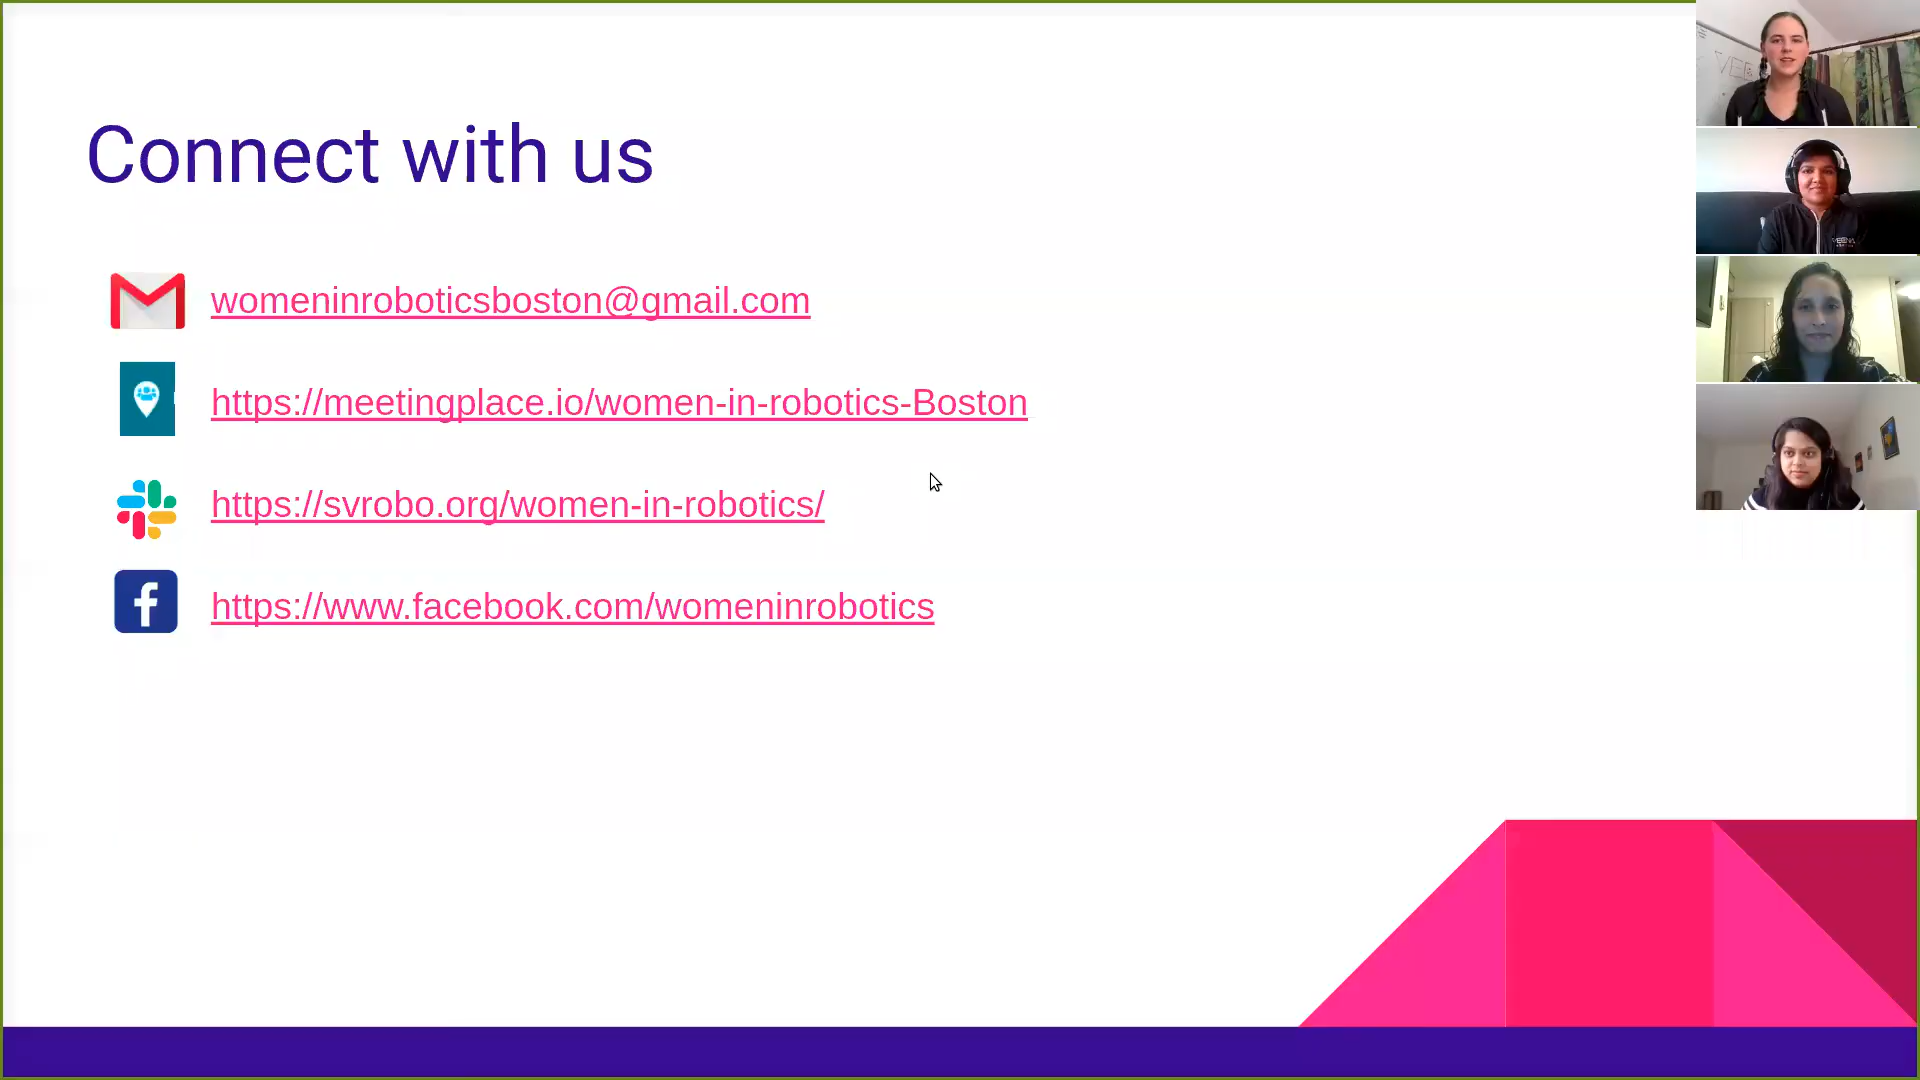 Connect with us
womeninroboticsboston@gmail.com
https://meetingplace.io/women-in-robotics-Boston
https://svrobo.org/women-in-robotics/
https://www.facebook.com/womeninrobotics